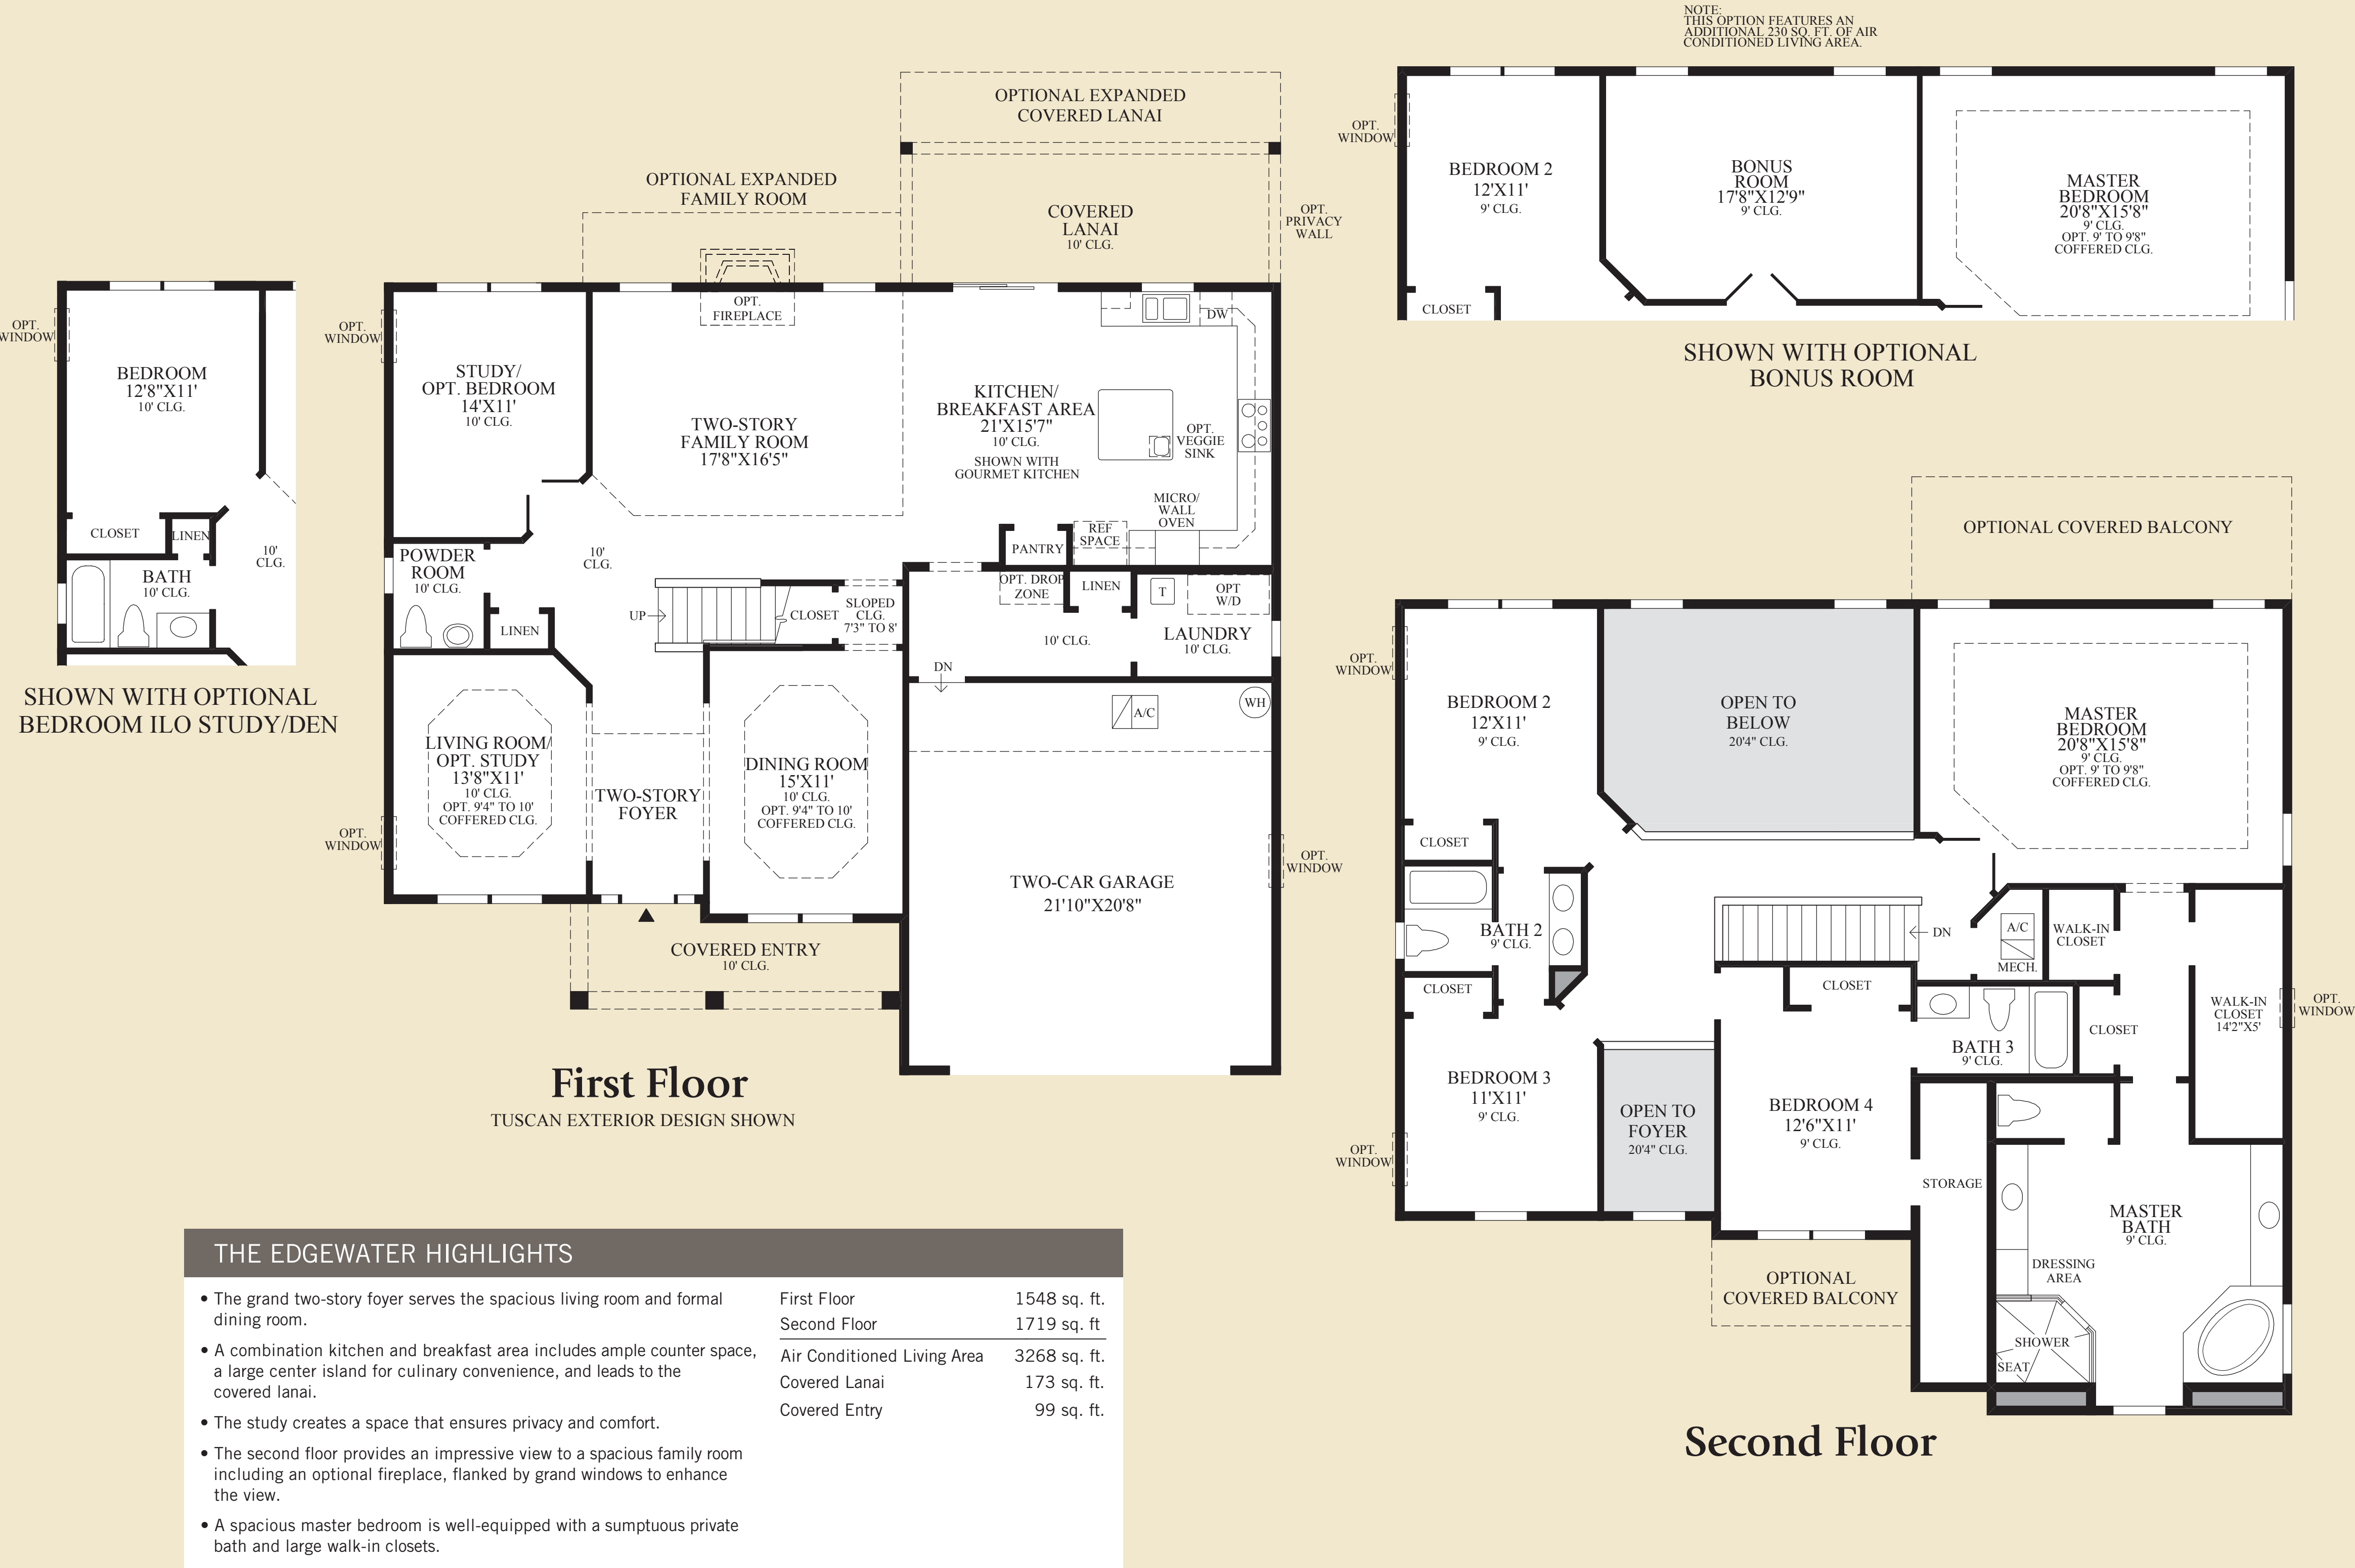 NOTE:
THIS OPTION FEATURES AN
ADDITIONAL 230 SQ. FT. OF AIR
CONDITIONED LIVING AREA.
OPT.
WINDOW
BEDROOM 2
12'X11'
9' CLG.
CLOSET
BONUS
ROOM
17'8"X12'9"
9' CLG.
MASTER
BEDROOM
20'8"X15'8"
9' CLG.
OPT. 9' TO 9'8"
COFFERED CLG.
SHOWN WITH OPTIONAL
BONUS ROOM
OPT.
WINDOW
BEDROOM
12'8"X11'
10' CLG.
CLOSET
LINEN
10'
CLG.
BATH
10' CLG.
SHOWN WITH OPTIONAL
BEDROOM ILO STUDY/DEN
OPTIONAL EXPANDED
COVERED LANAI
OPTIONAL EXPANDED
FAMILY ROOM
COVERED
LANAI
10' CLG.
OPT.
PRIVACY
WALL
OPT.
WINDOW
OPT.
FIREPLACE
DW
STUDY/
OPT. BEDROOM
14'X11'
10' CLG.
TWO-STORY
FAMILY ROOM
17'8"X16'5"
KITCHEN/
BREAKFAST AREA
21'X15'7"
10' CLG.
SHOWN WITH
GOURMET KITCHEN
OPT.
VEGGIE
SINK
MICRO/
WALL
OVEN
REF
SPACE
PANTRY
POWDER
ROOM
10' CLG.
10'
CLG.
LINEN
UP
CLOSET
SLOPED
CLG.
7'3" TO 8'
OPT. DROP
ZONE
LINEN
T
OPT
W/D
10' CLG.
LAUNDRY
10' CLG.
DN
A/C
WH
LIVING ROOM/
OPT. STUDY
13'8"X11'
10' CLG.
OPT. 9'4" TO 10'
COFFERED CLG.
OPT.
WINDOW
TWO-STORY
FOYER
DINING ROOM
15'X11'
10' CLG.
OPT. 9'4" TO 10'
COFFERED CLG.
TWO-CAR GARAGE
21'10"X20'8"
OPT.
WINDOW
COVERED ENTRY
10' CLG.
First Floor
TUSCAN EXTERIOR DESIGN SHOWN
OPTIONAL COVERED BALCONY
OPT.
WINDOW
BEDROOM 2
12'X11'
9' CLG.
OPEN TO
BELOW
20'4" CLG.
MASTER
BEDROOM
20'8"X15'8"
9' CLG.
OPT. 9' TO 9'8"
COFFERED CLG.
CLOSET
BATH 2
9' CLG.
DN
A/C
MECH.
WALK-IN
CLOSET
CLOSET
CLOSET
WALK-IN
CLOSET
14'2"X5'
OPT.
WINDOW
CLOSET
BATH 3
9' CLG.
BEDROOM 3
11'X11'
9' CLG.
OPT.
WINDOW
OPEN TO
FOYER
20'4" CLG.
BEDROOM 4
12'6"X11'
9' CLG.
STORAGE
MASTER
BATH
9' CLG.
DRESSING
AREA
SHOWER
SEAT
OPTIONAL
COVERED BALCONY
Second Floor
THE EDGEWATER HIGHLIGHTS
• The grand two-story foyer serves the spacious living room and formal
dining room.
• A combination kitchen and breakfast area includes ample counter space,
a large center island for culinary convenience, and leads to the
covered lanai.
• The study creates a space that ensures privacy and comfort.
• The second floor provides an impressive view to a spacious family room
including an optional fireplace, flanked by grand windows to enhance
the view.
• A spacious master bedroom is well-equipped with a sumptuous private
bath and large walk-in closets.
First Floor 1548 sq. ft.
Second Floor 1719 sq. ft
Air Conditioned Living Area 3268 sq. ft.
Covered Lanai 173 sq. ft.
Covered Entry 99 sq. ft.